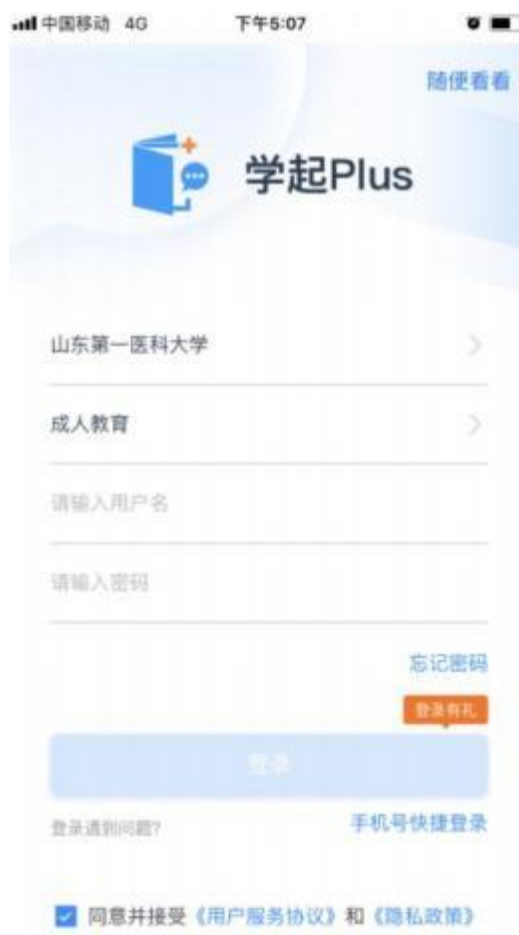 中国移动 4G 下午5:07
随便看看
学起Plus
山东第一医科大学
成人教育
请输入用户名
请输入密码
忘记密码
登录有礼
登录
登录遇到问题? 手机号快捷登录
同意并接受《用户服务协议》和《隐私政策》